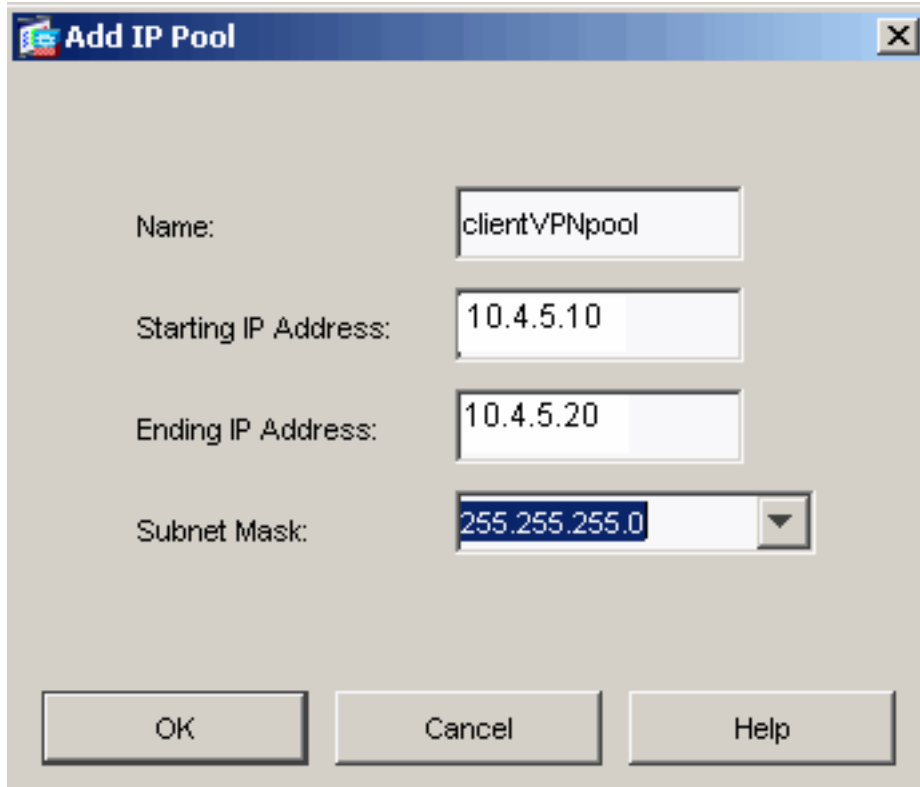 Add IP Pool
Name: clientVPNpool
Starting IP Address: 10.4.5.10
Ending IP Address: 10.4.5.20
Subnet Mask: 255.255.255.0
OK Cancel Help